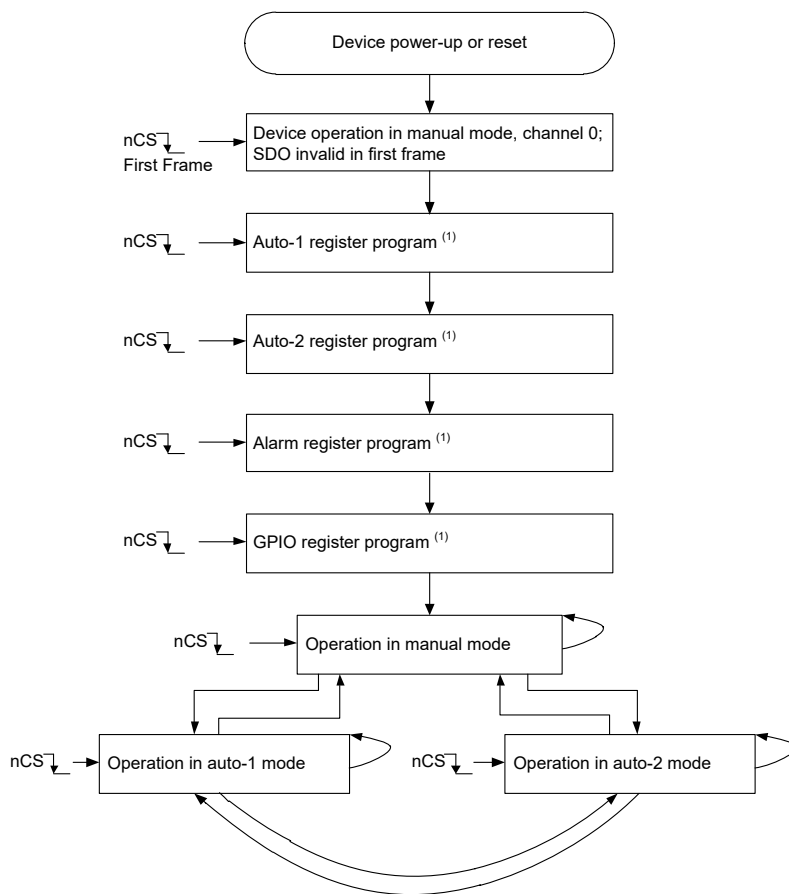 Device power-up or reset
nCS
First Frame
Device operation in manual mode, channel 0;
SDO invalid in first frame
nCS
Auto-1 register program (1)
nCS
Auto-2 register program (1)
nCS
Alarm register program (1)
nCS
GPIO register program (1)
nCS
Operation in manual mode
nCS
Operation in auto-1 mode
nCS
Operation in auto-2 mode